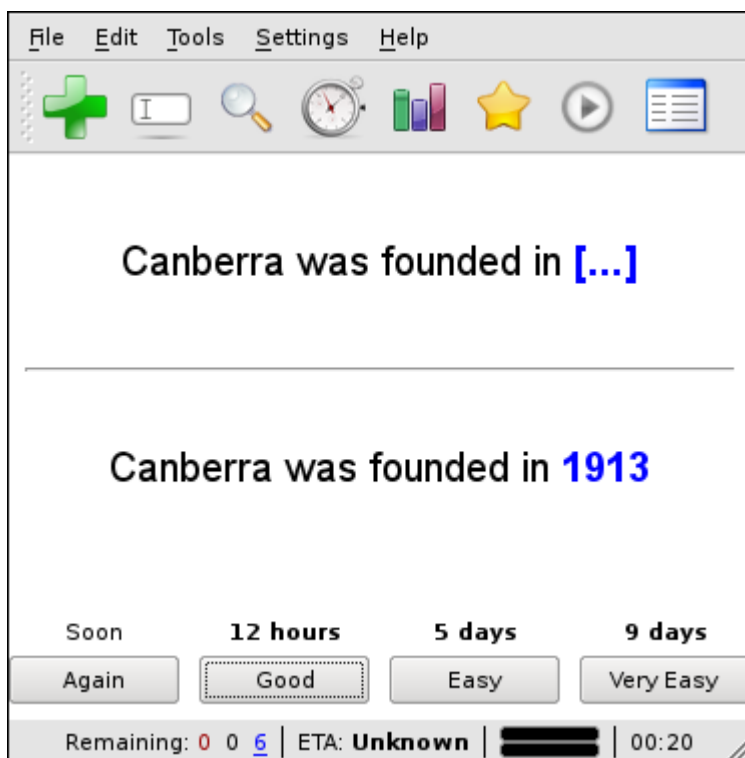 File Edit Tools Settings Help
Canberra was founded in [...]
Canberra was founded in 1913
Soon 12 hours 5 days 9 days
Again Good Easy Very Easy
Remaining: 0 0 6 ETA: Unknown 00:20